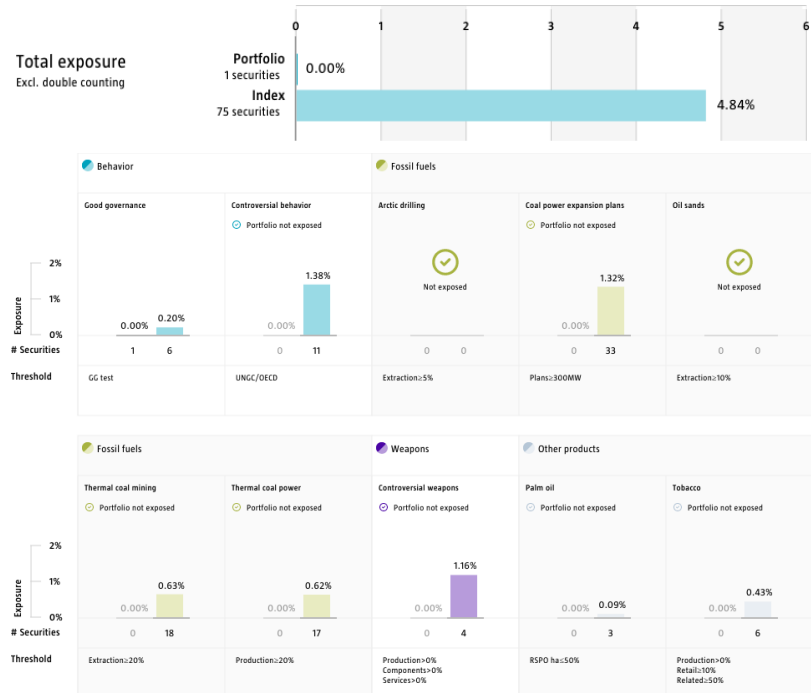 0 1 2 3 4 5 6
Total exposure
Excl. double counting
Portfolio
1 securities
0.00%
Index
75 securities
4.84%
Behavior
Fossil fuels
Good governance
Controversial behavior
Arctic drilling
Coal power expansion plans
Oil sands
Portfolio not exposed
Portfolio not exposed
Not exposed
Not exposed
Exposure
2%
1%
0%
0.00% 0.20%
0.00% 1.38%
0.00% 1.32%
# Securities
1 6
0 11
0 0
0 33
0 0
Threshold
GG test
UNGC/OECD
Extraction≥5%
Plans≥300MW
Extraction≥10%
Fossil fuels
Weapons
Other products
Thermal coal mining
Thermal coal power
Controversial weapons
Palm oil
Tobacco
Portfolio not exposed
Portfolio not exposed
Portfolio not exposed
Portfolio not exposed
Portfolio not exposed
Exposure
2%
1%
0%
0.00% 0.63%
0.00% 0.62%
0.00% 1.16%
0.00% 0.09%
0.00% 0.43%
# Securities
0 18
0 17
0 4
0 3
0 6
Threshold
Extraction≥20%
Production≥20%
Production>0%
Components>0%
Services>0%
RSPO ha≤50%
Production>0%
Retail≥10%
Related≥50%